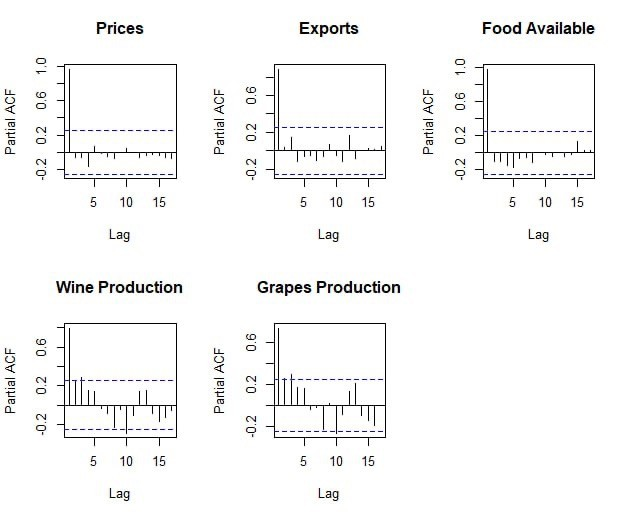 Prices Exports Food Available
Partial ACF Partial ACF Partial ACF
1.0 0.6 0.2 -0.2
0.6 0.2 -0.2
1.0 0.6 0.2 -0.2
5 10 15 5 10 15 5 10 15
Lag Lag Lag
Wine Production Grapes Production
Partial ACF Partial ACF
0.6 0.2 -0.2
0.6 0.2 -0.2
5 10 15 5 10 15
Lag Lag